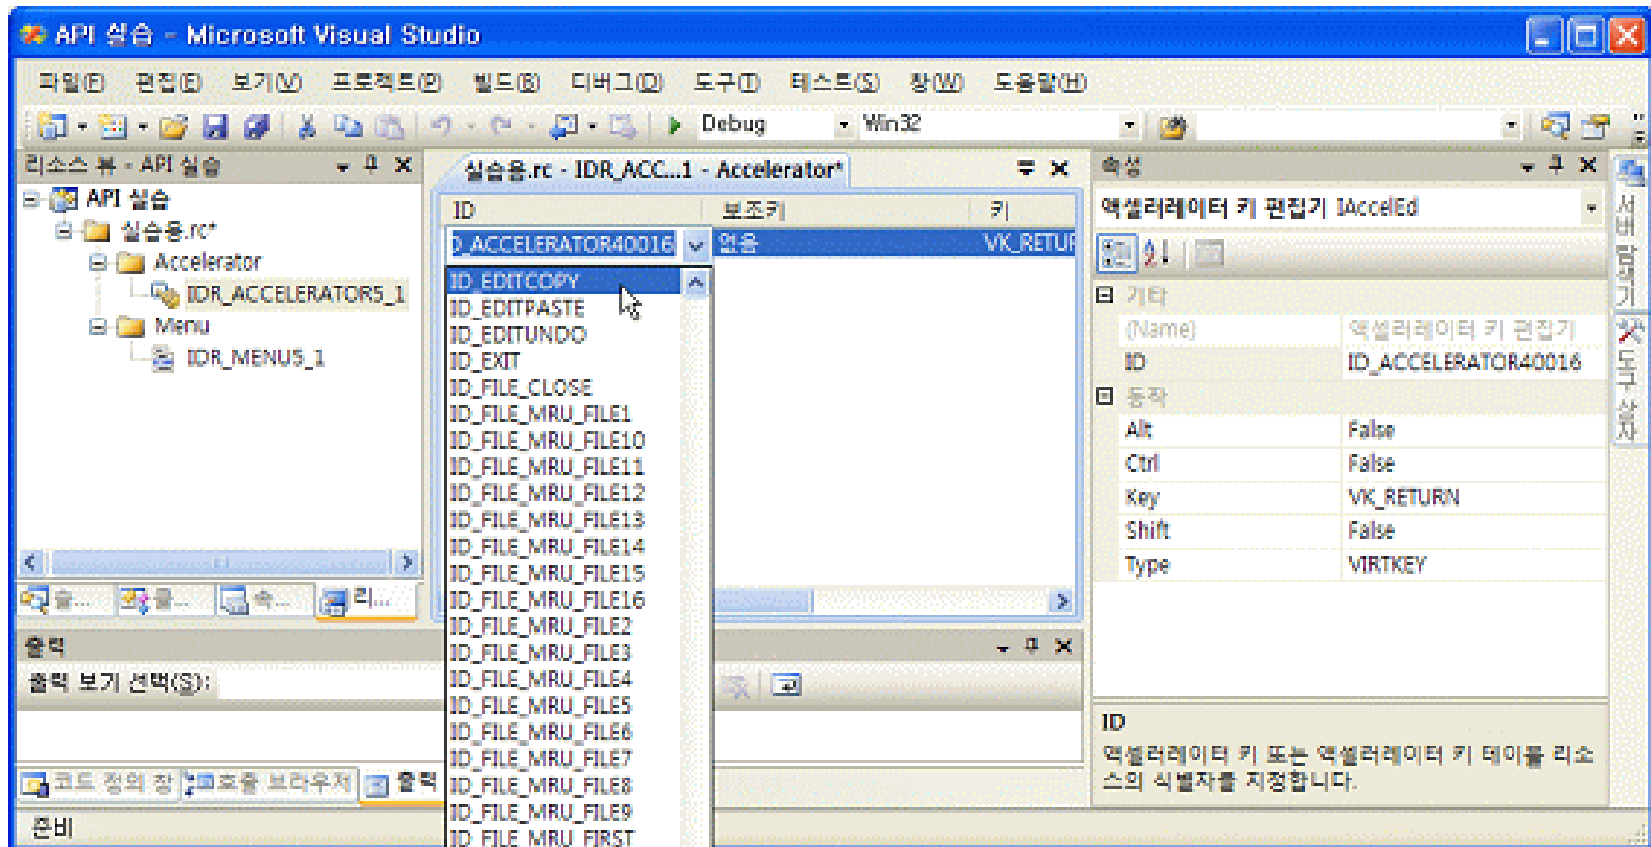 API 실습 - Microsoft Visual Studio
파일(F) 편집(E) 보기(V) 프로젝트(P) 빌드(B) 디버그(D) 도구(T) 테스트(S) 창(W) 도움말(H)
Debug Win32
리소스 뷰 - API 실습
API 실습
실습용.rc*
Accelerator
IDR_ACCELERATOR5_1
Menu
IDR_MENU5_1
솔... 클... 속... 리...
실습용.rc - IDR_ACC...1 - Accelerator*
ID 보조키 키
D_ACCELERATOR40016 없음 VK_RETUR
ID_EDITCOPY
ID_EDITPASTE
ID_EDITUNDO
ID_EXIT
ID_FILE_CLOSE
ID_FILE_MRU_FILE1
ID_FILE_MRU_FILE10
ID_FILE_MRU_FILE11
ID_FILE_MRU_FILE12
ID_FILE_MRU_FILE13
ID_FILE_MRU_FILE14
ID_FILE_MRU_FILE15
ID_FILE_MRU_FILE16
ID_FILE_MRU_FILE2
ID_FILE_MRU_FILE3
ID_FILE_MRU_FILE4
ID_FILE_MRU_FILE5
ID_FILE_MRU_FILE6
ID_FILE_MRU_FILE7
ID_FILE_MRU_FILE8
ID_FILE_MRU_FILE9
ID_FILE_MRU_FIRST
속성
액셀러레이터 키 편집기 IAccelEd
기타
(Name) 액셀러레이터 키 편집기
ID ID_ACCELERATOR40016
동작
Alt False
Ctrl False
Key VK_RETURN
Shift False
Type VIRTKEY
ID
액셀러레이터 키 또는 액셀러레이터 키 테이블 리소
스의 식별자를 지정합니다.
서버 탐색기
도구 상자
출력
출력 보기 선택(S):
코드 정의 창 호출 브라우저 출력
준비